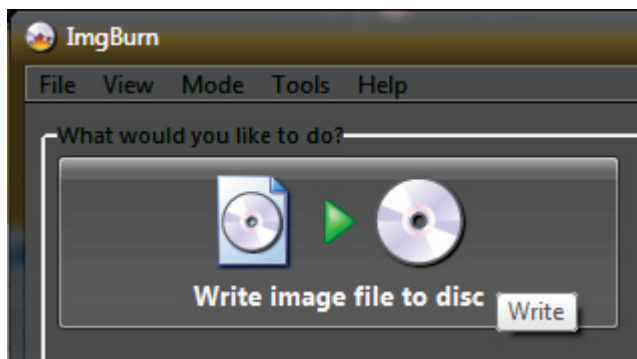 ImgBurn
File View Mode Tools Help
What would you like to do?
Write image file to disc
Write